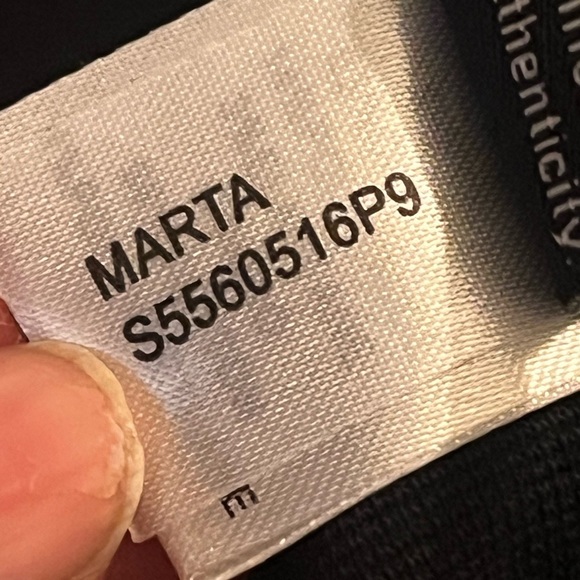 MARTA
S5560516P9
E
thenticity.